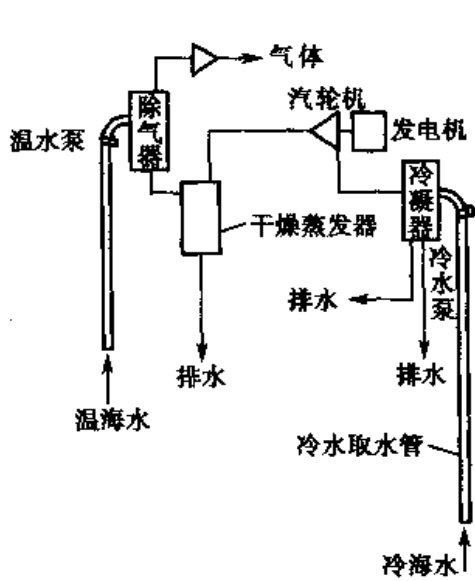 气体
汽轮机
除气器
温水泵
发电机
冷凝器
干燥蒸发器
冷水泵
排水
排水
排水
温海水
冷水取水管
冷海水